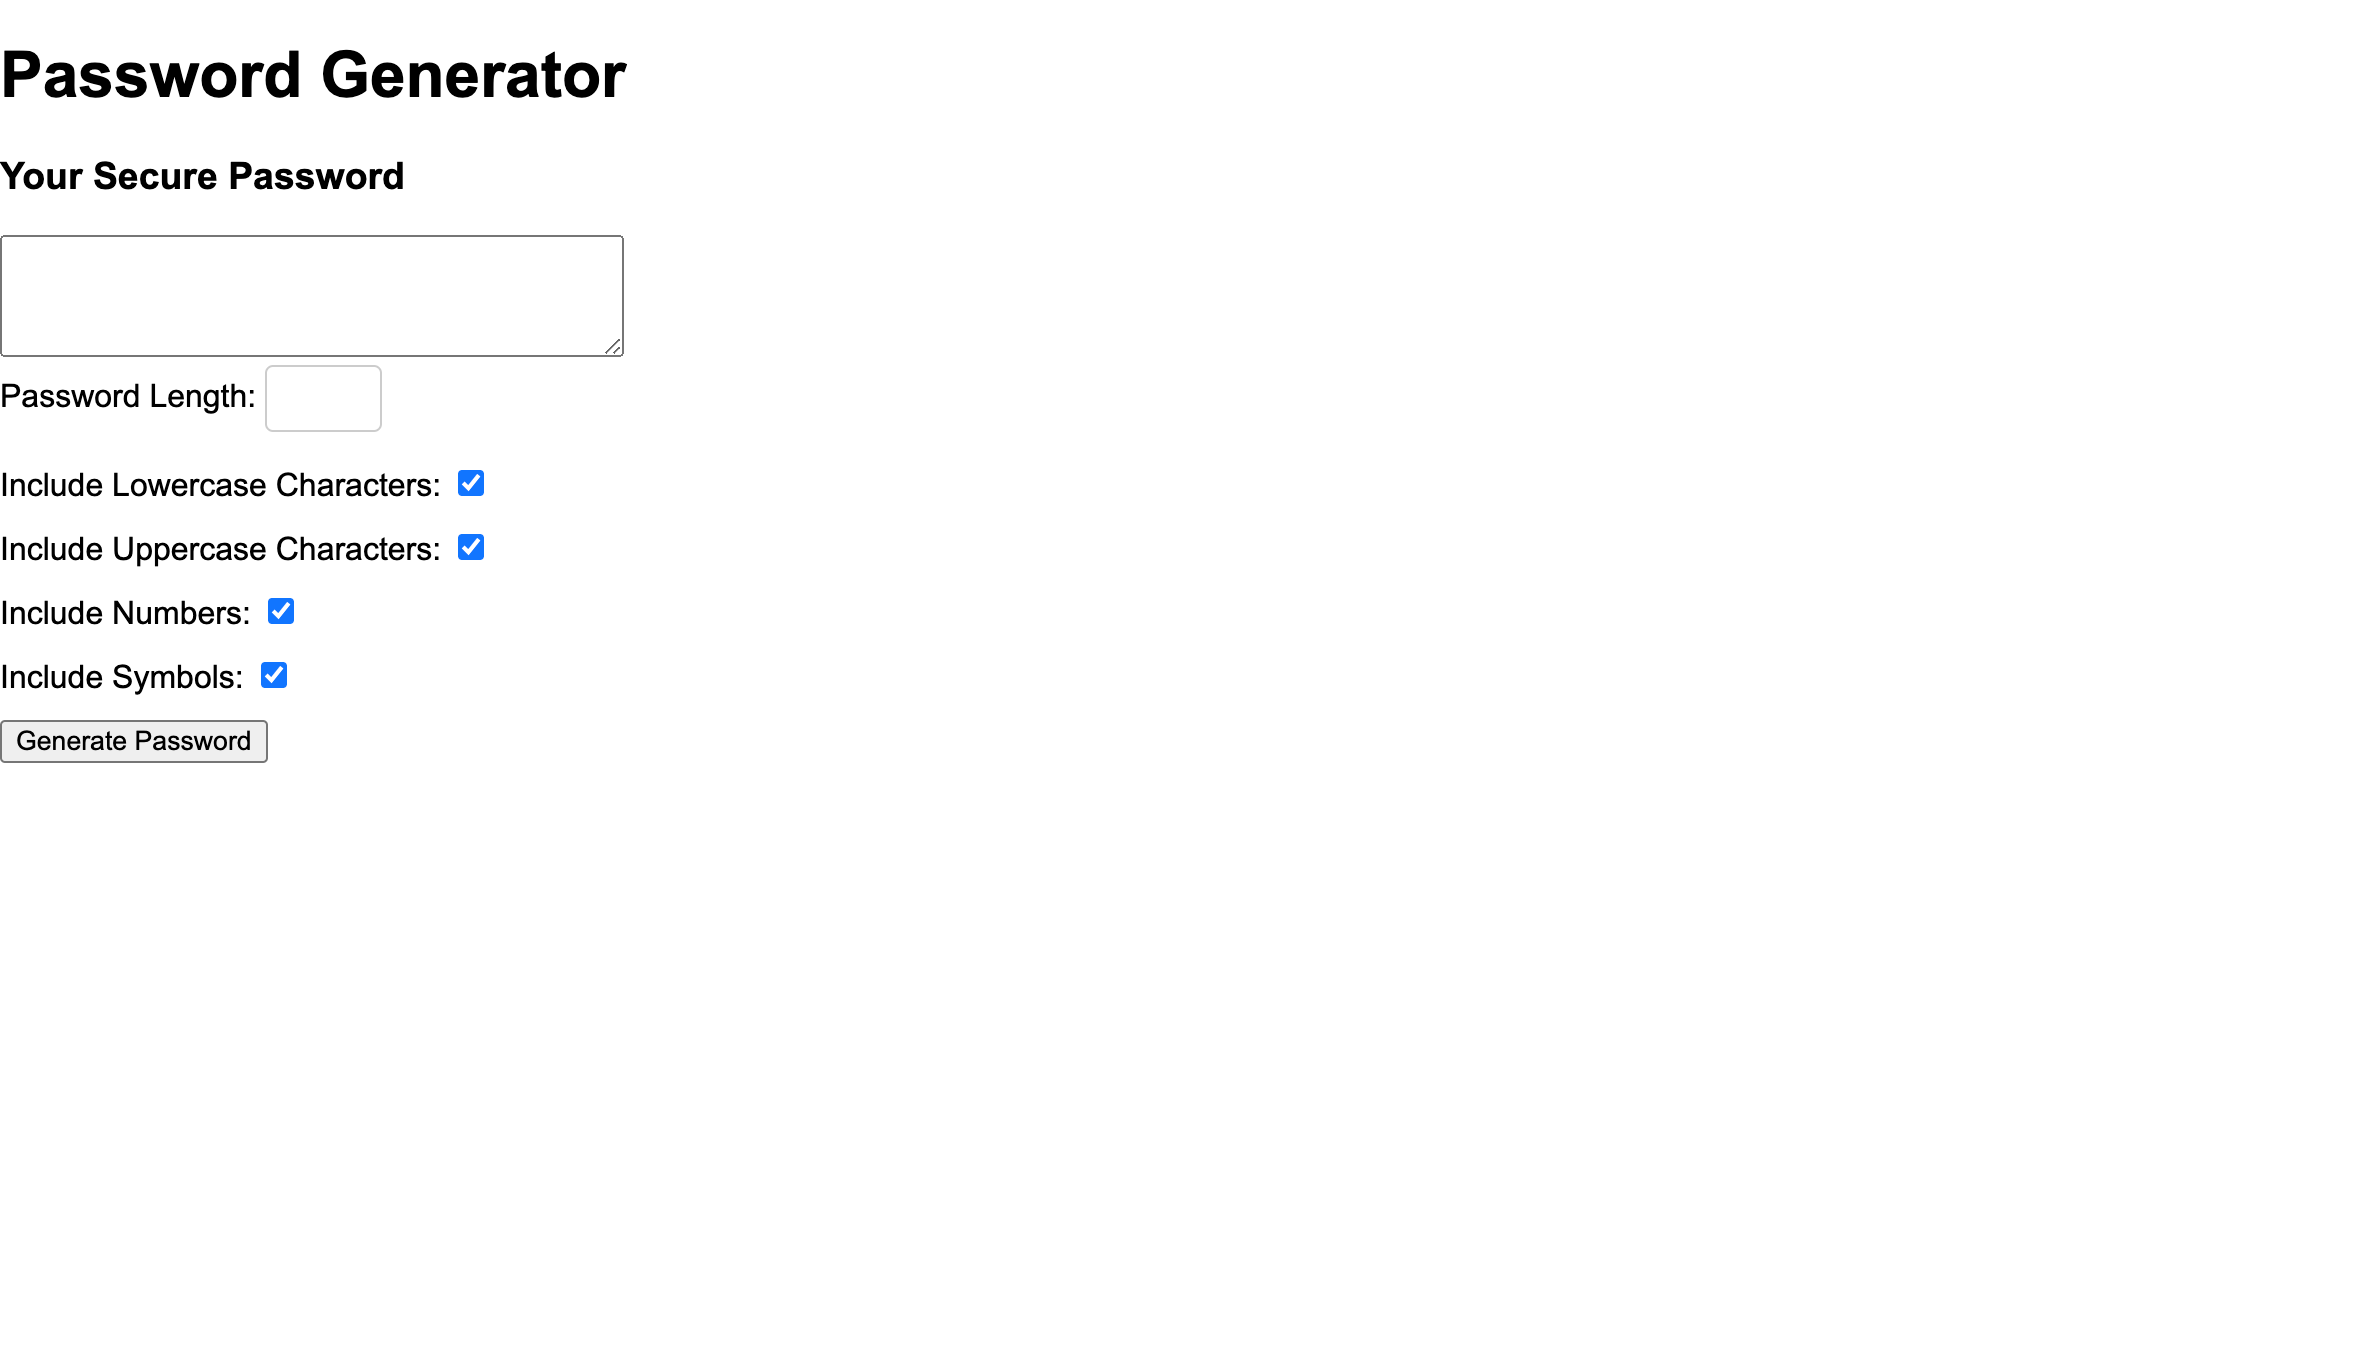 Password Generator
Your Secure Password
Password Length:
Include Lowercase Characters:
Include Uppercase Characters:
Include Numbers:
Include Symbols:
Generate Password